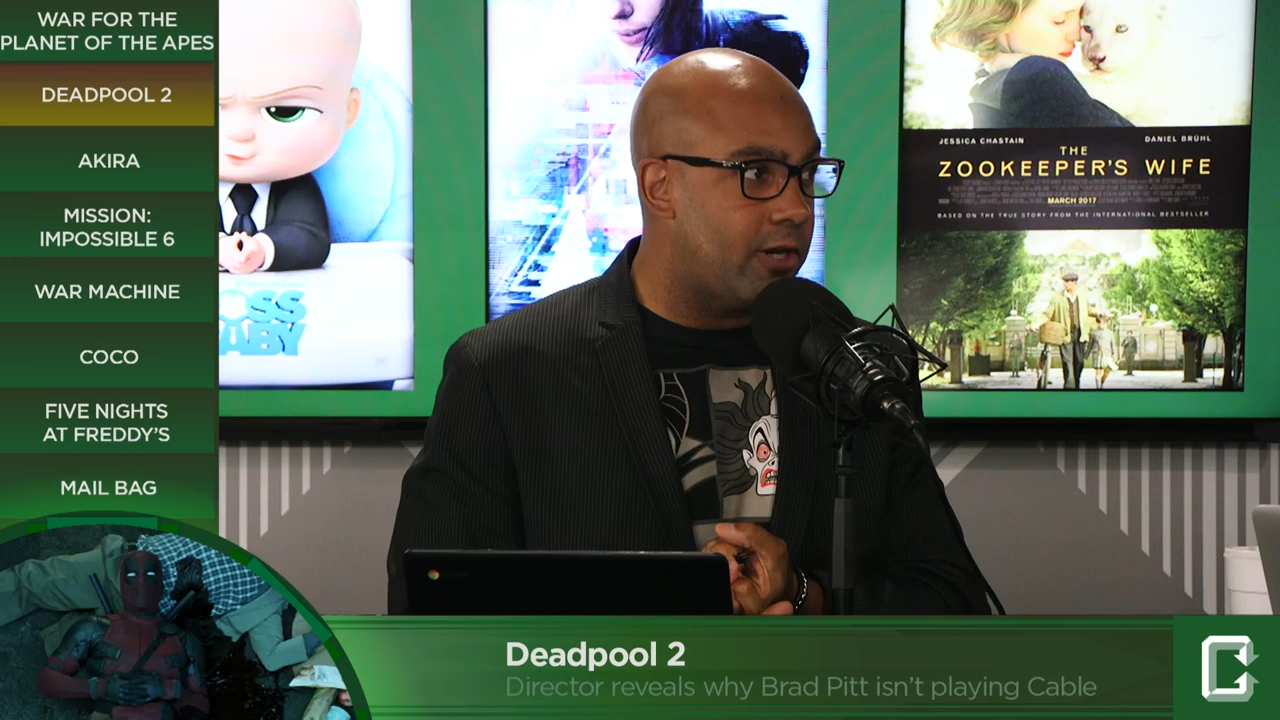 WAR FOR THE
PLANET OF THE APES
DEADPOOL 2
AKIRA
MISSION:
IMPOSSIBLE 6
WAR MACHINE
COCO
FIVE NIGHTS
AT FREDDY'S
MAIL BAG
OSS
ABY
JESSICA CHASTAIN
DANIEL BRÜHL
THE
ZOOKEEPER'S WIFE
MARCH 2017
BASED ON THE TRUE STORY FROM THE INTERNATIONAL BESTSELLER
Deadpool 2
Director reveals why Brad Pitt isn't playing Cable